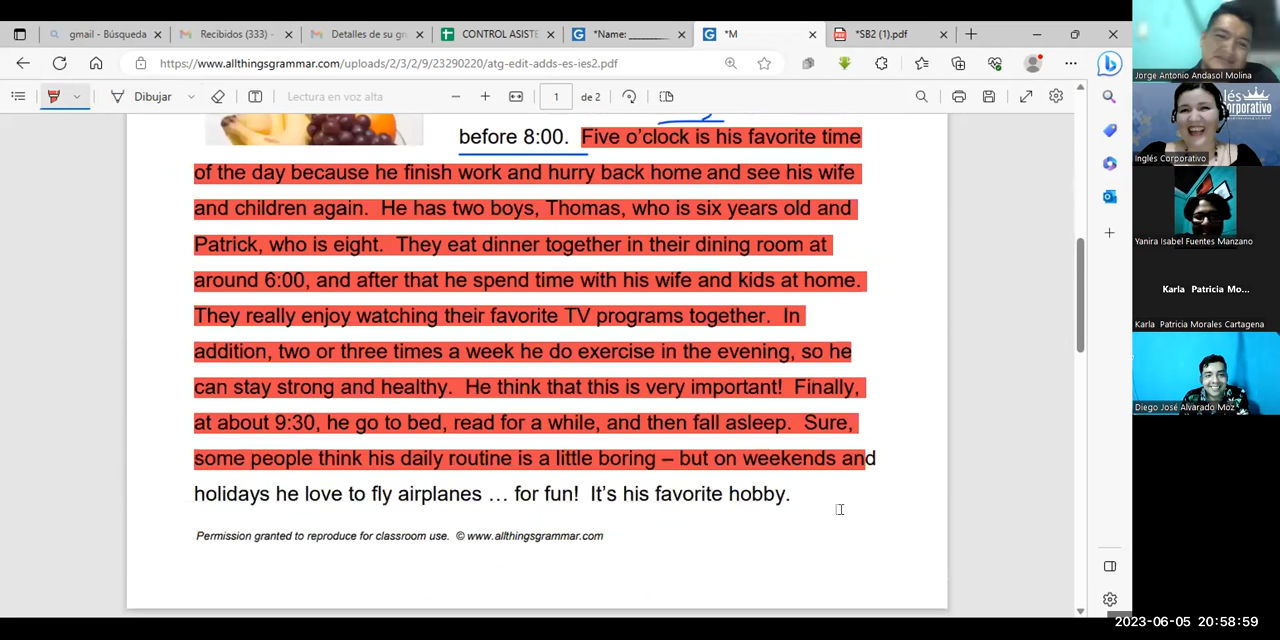 gmail - Búsqueda
Recibidos (333) -
Detalles de su gr
CONTROL ASISTE
*Name: ________
*M
*SB2 (1).pdf
https://www.allthingsgrammar.com/uploads/2/3/2/9/23290220/atg-edit-adds-es-ies2.pdf
Dibujar
Lectura en voz alta
1
de 2
before 8:00. Five o'clock is his favorite time
of the day because he finish work and hurry back home and see his wife
and children again. He has two boys, Thomas, who is six years old and
Patrick, who is eight. They eat dinner together in their dining room at
around 6:00, and after that he spend time with his wife and kids at home.
They really enjoy watching their favorite TV programs together. In
addition, two or three times a week he do exercise in the evening, so he
can stay strong and healthy. He think that this is very important! Finally,
at about 9:30, he go to bed, read for a while, and then fall asleep. Sure,
some people think his daily routine is a little boring – but on weekends and
holidays he love to fly airplanes … for fun! It's his favorite hobby.
Permission granted to reproduce for classroom use. © www.allthingsgrammar.com
Jorge Antonio Andasol Molina
lés
orporativo
Inglés Corporativo
Yanira Isabel Fuentes Manzano
Karla Patricia Mo...
Karla Patricia Morales Cartagena
Diego José Alvarado Moz
2023-06-05 20:58:59